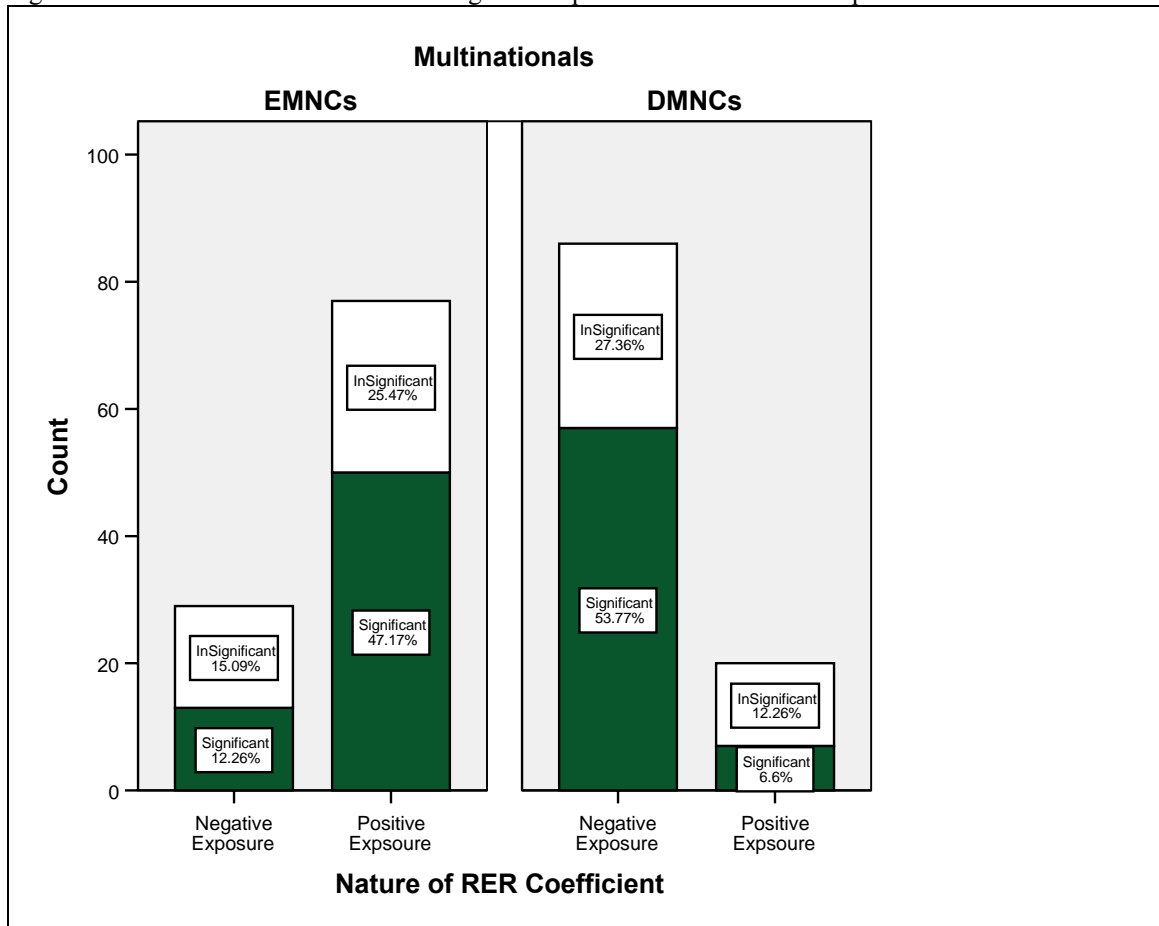 Multinationals
EMNCs
DMNCs
100
80
60
40
20
0
Count
InSignificant
15.09%
Significant
12.26%
InSignificant
25.47%
Significant
47.17%
InSignificant
27.36%
Significant
53.77%
InSignificant
12.26%
Significant
6.6%
Negative
Exposure
Positive
Expsoure
Negative
Exposure
Positive
Expsoure
Nature of RER Coefficient